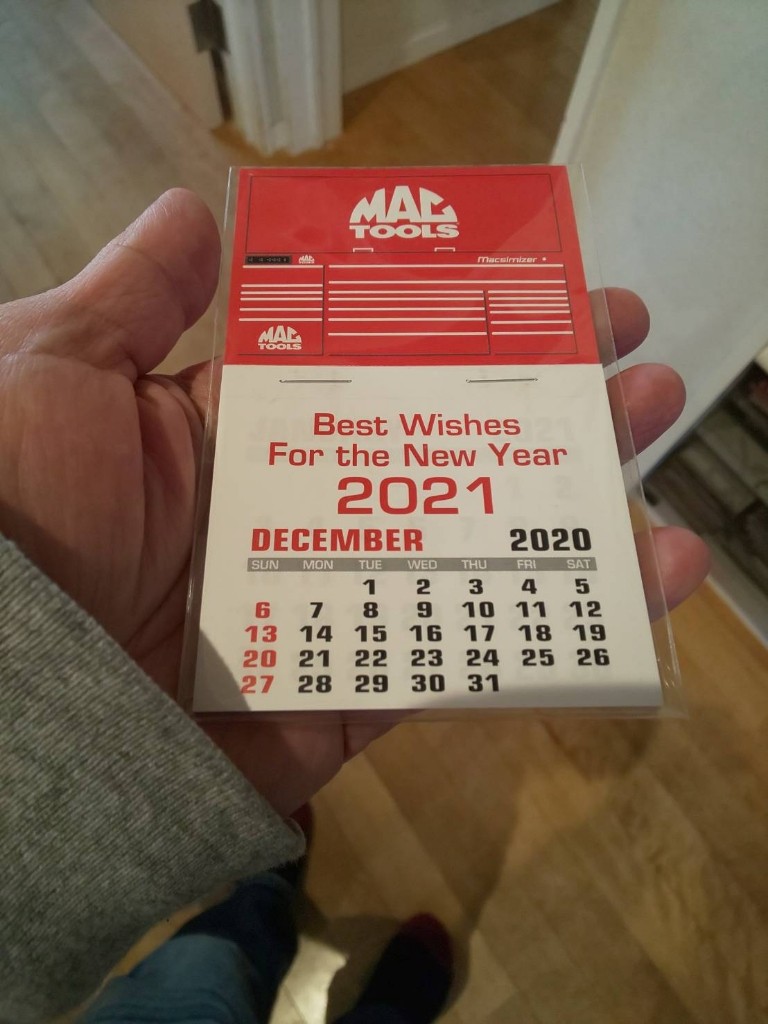 MAC
TOOLS
MAC
TOOLS
Macsimizer
MAC
TOOLS
Best Wishes
For the New Year
2021
DECEMBER 2020
SUN MON TUE WED THU FRI SAT
1 2 3 4 5
6 7 8 9 10 11 12
13 14 15 16 17 18 19
20 21 22 23 24 25 26
27 28 29 30 31